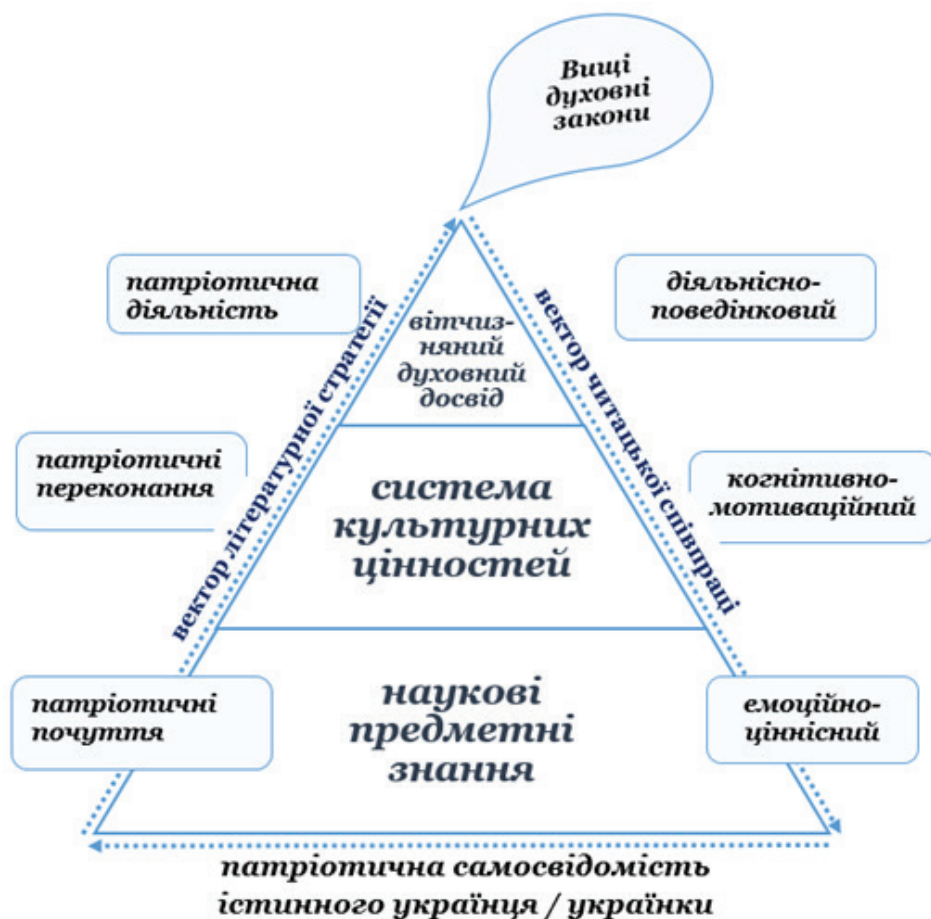 Вищі
духовні
закони
патріотична
діяльність
діяльнісно-
поведінковий
вітчиз-
няний
духовний
досвід
вектор літературної стратегії
вектор читацької співпраці
патріотичні
переконання
система
культурних
цінностей
когнітивно-
мотиваційний
патріотичні
почуття
наукові
предметні
знання
емоційно-
ціннісний
патріотична самосвідомість
істинного українця / українки